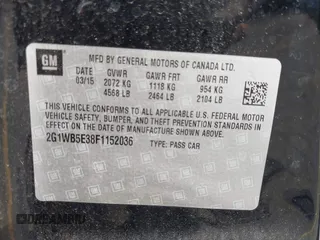 GM
MFD BY GENERAL MOTORS OF CANADA LTD.
DATE GVWR GAWR FRT GAWR RR
03/15 2072 KG 1118 KG 954 KG
4568 LB 2464 LB 2104 LB
THIS VEHICLE CONFORMS TO ALL APPLICABLE U.S. FEDERAL MOTOR
VEHICLE SAFETY, BUMPER, AND THEFT PREVENTION STANDARDS
IN EFFECT ON THE DATE OF MANUFACTURE SHOWN ABOVE.
2G1WB5E38F1152036 TYPE: PASS CAR